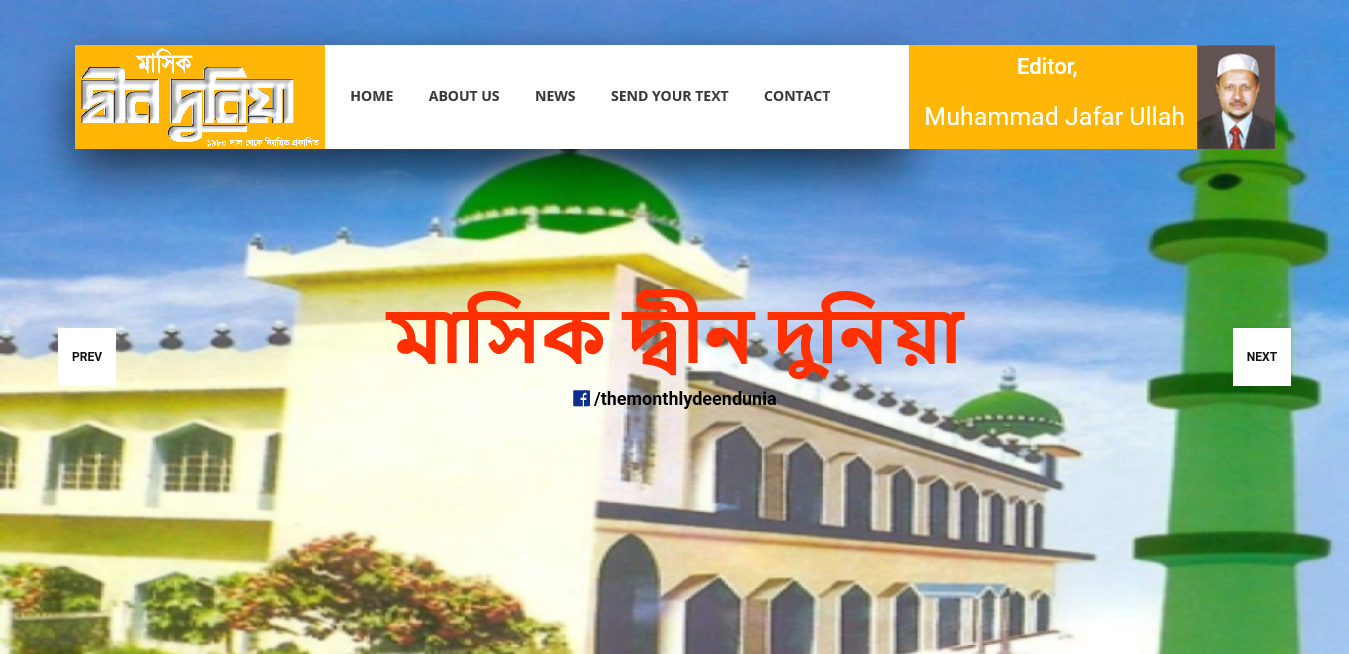 মাসিক
দ্বীন দুনিয়া
১৯৮০ সাল থেকে নিয়মিত প্রকাশিত
HOME ABOUT US NEWS SEND YOUR TEXT CONTACT
Editor,
Muhammad Jafar Ullah
মাসিক দ্বীন দুনিয়া
PREV
NEXT
/themonthlydeendunia